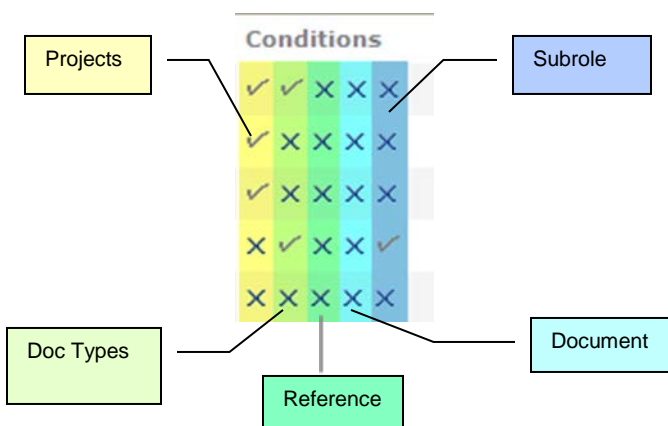 Conditions
Projects
Subrole
✓ ✓ ✕ ✕ ✕
✓ ✕ ✕ ✕ ✕
✓ ✕ ✕ ✕ ✕
✕ ✓ ✕ ✕ ✓
✕ ✕ ✕ ✕ ✕
Doc Types
Document
Reference